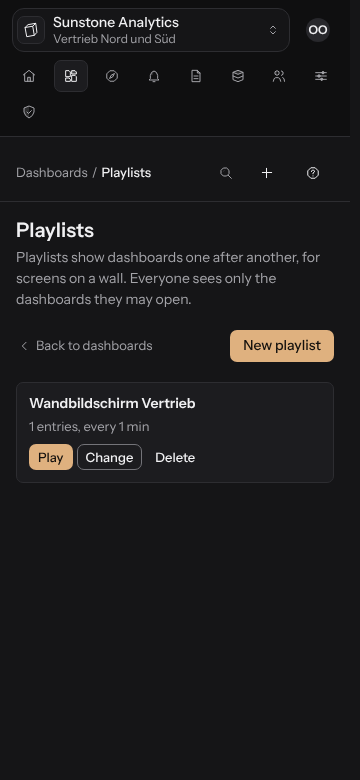 Sunstone Analytics
Vertrieb Nord und Süd
OO
Dashboards / Playlists
Playlists
Playlists show dashboards one after another, for
screens on a wall. Everyone sees only the
dashboards they may open.
Back to dashboards
New playlist
Wandbildschirm Vertrieb
1 entries, every 1 min
Play
Change
Delete